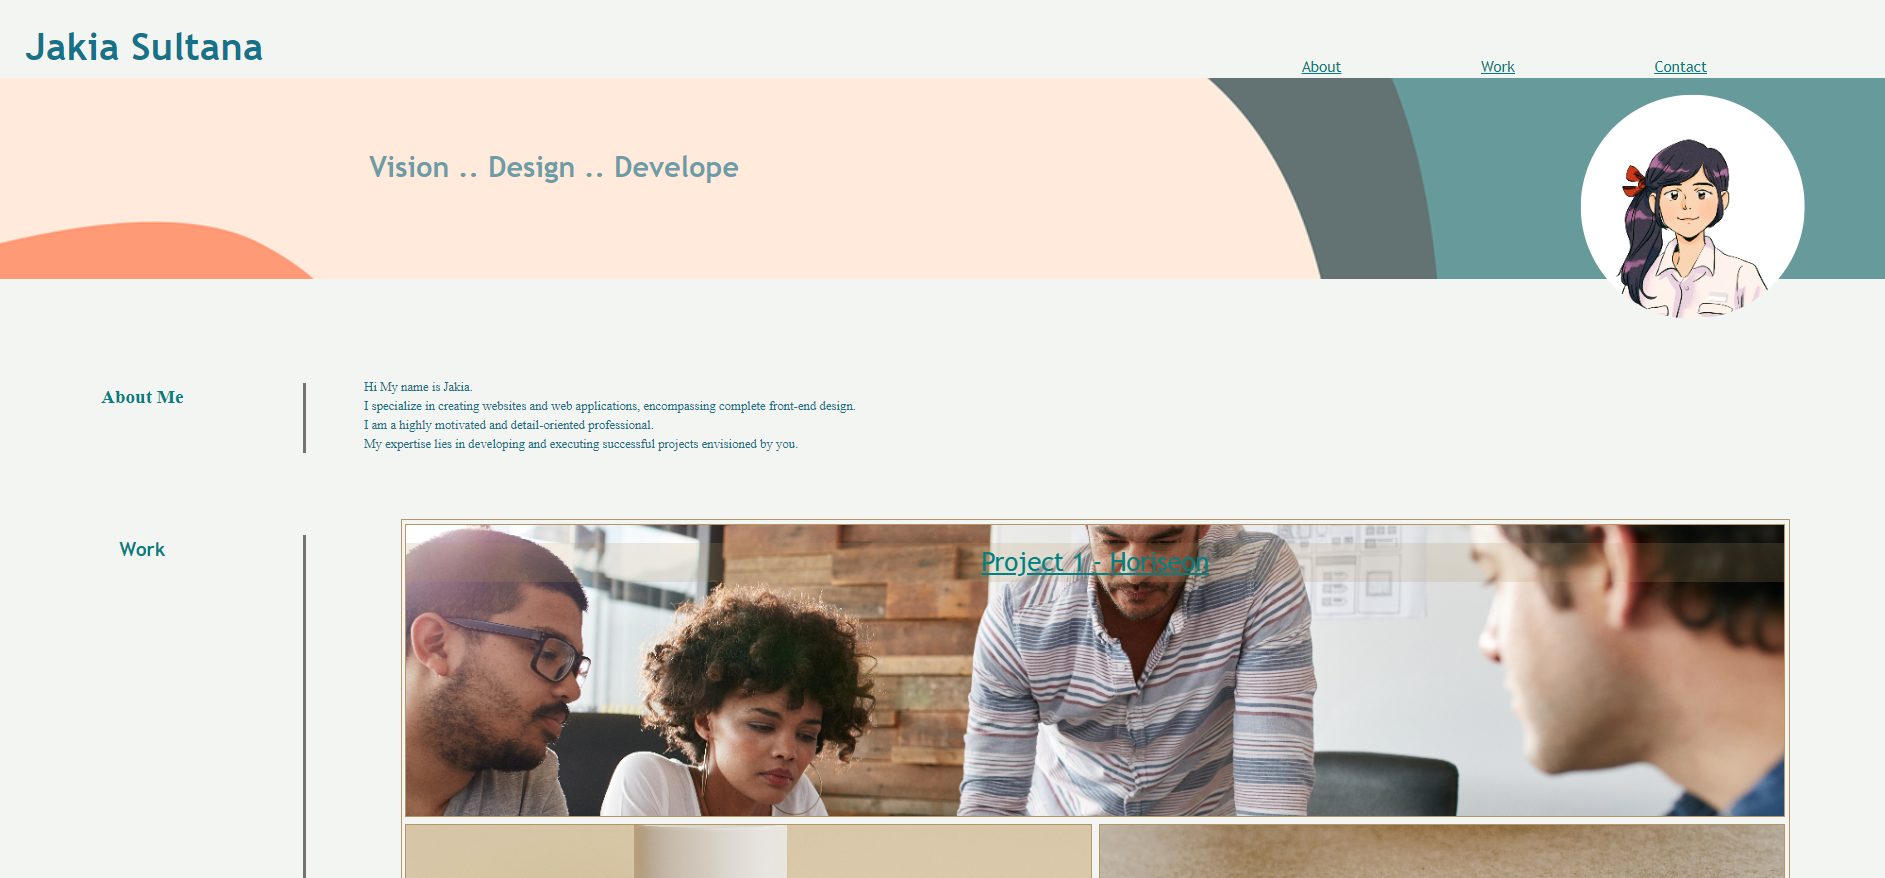 Jakia Sultana
About Work Contact
Vision .. Design .. Develope
About Me
Hi My name is Jakia.
I specialize in creating websites and web applications, encompassing complete front-end design.
I am a highly motivated and detail-oriented professional.
My expertise lies in developing and executing successful projects envisioned by you.
Work
Project 1 - Horiseon